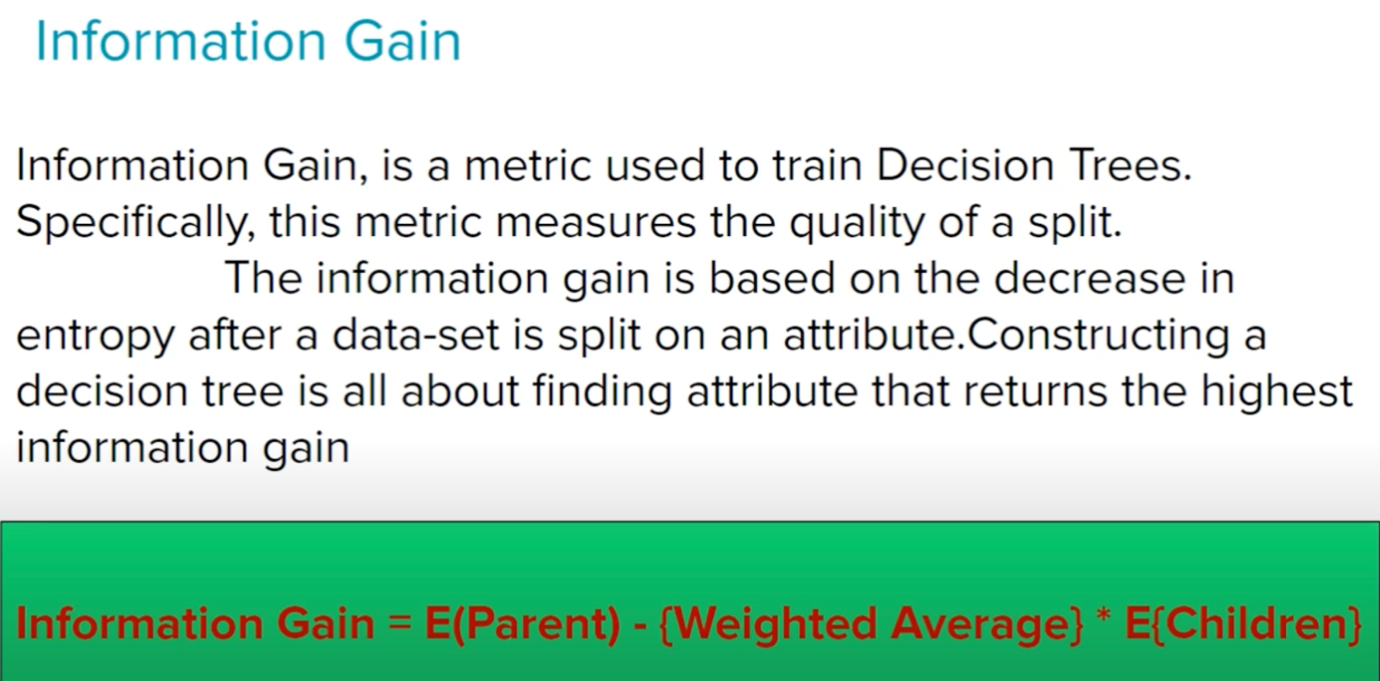 Information Gain
Information Gain, is a metric used to train Decision Trees.
Specifically, this metric measures the quality of a split.
The information gain is based on the decrease in
entropy after a data-set is split on an attribute.Constructing a
decision tree is all about finding attribute that returns the highest
information gain
Information Gain = E(Parent) - {Weighted Average} * E{Children}